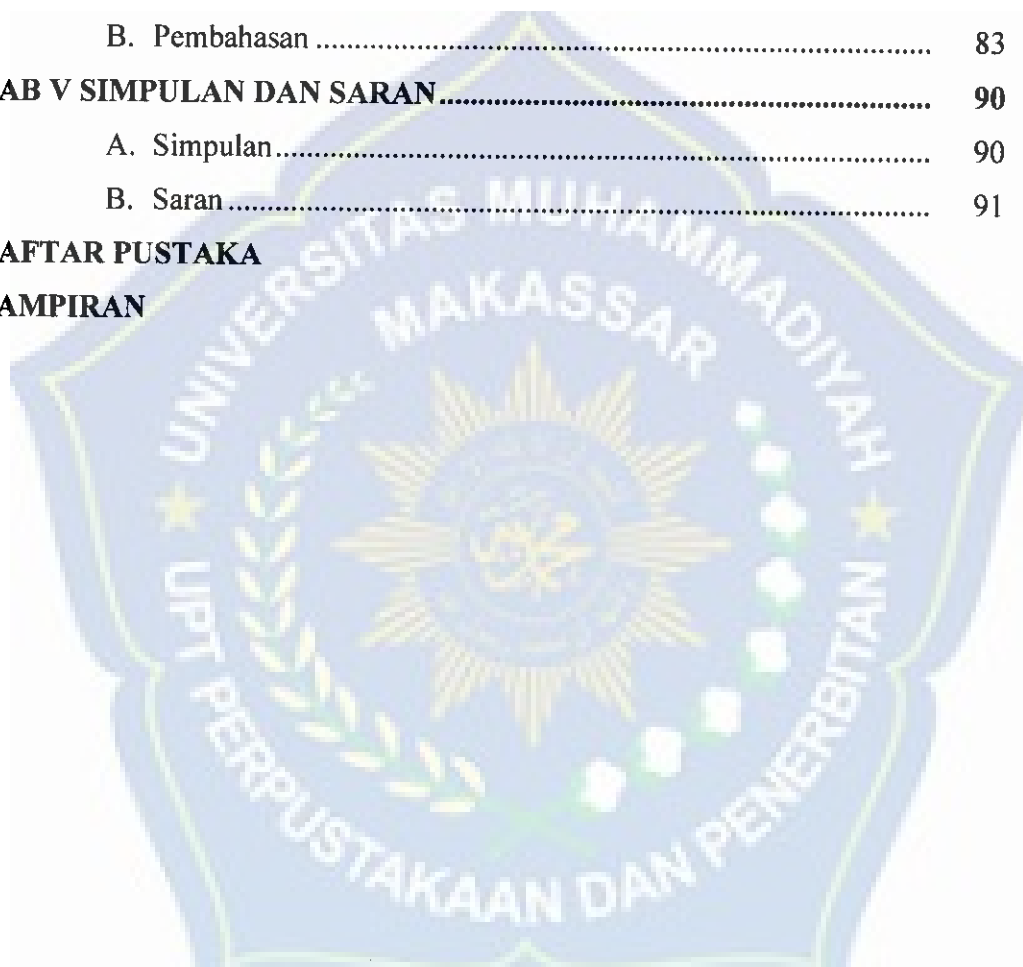 B. Pembahasan ........................................................................................ 83
AB V SIMPULAN DAN SARAN...................................................................... 90
A. Simpulan............................................................................................. 90
B. Saran................................................................................................... 91
AFTAR PUSTAKA
AMPIRAN
UNIVERSITAS MUHAMMADIYAH
MAKASSAR
UPT PERPUSTAKAAN DAN PENERBITAN